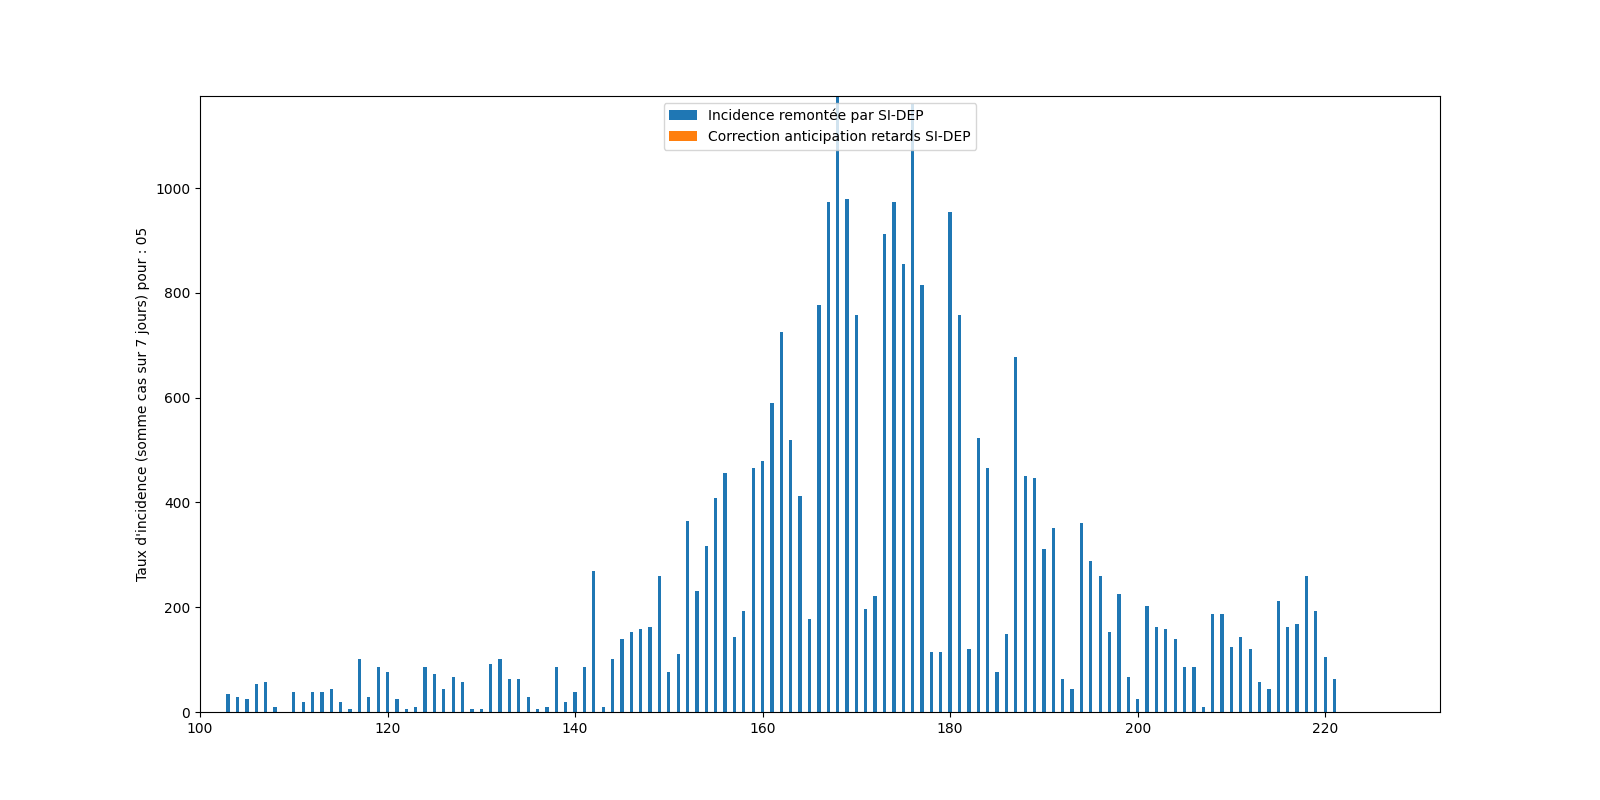 Incidence remontée par SI-DEP
Correction anticipation retards SI-DEP
Taux d'incidence (somme cas sur 7 jours) pour : 05
1000
800
600
400
200
0
100 120 140 160 180 200 220